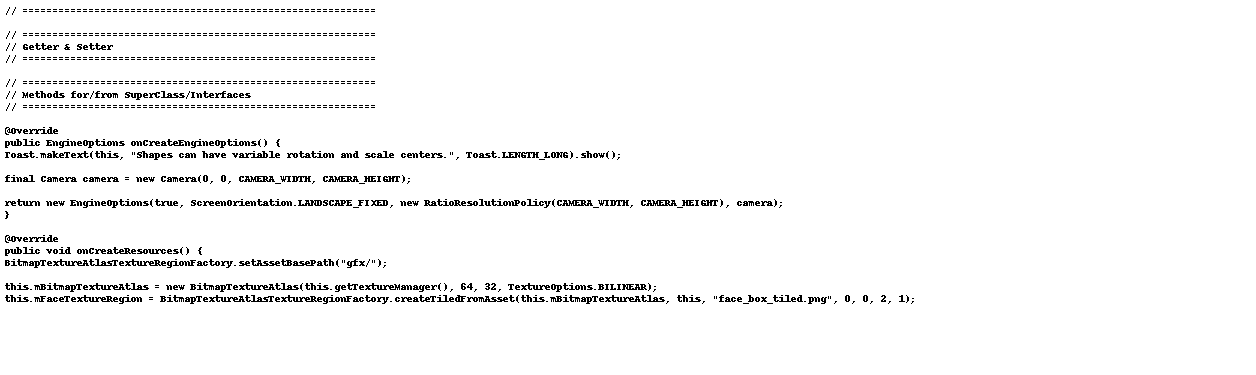 // ===========================================================
// ===========================================================
// Getter & Setter
// ===========================================================
// ===========================================================
// Methods for/from SuperClass/Interfaces
// ===========================================================
@Override
public EngineOptions onCreateEngineOptions() {
Toast.makeText(this, "Shapes can have variable rotation and scale centers.", Toast.LENGTH_LONG).show();
final Camera camera = new Camera(0, 0, CAMERA_WIDTH, CAMERA_HEIGHT);
return new EngineOptions(true, ScreenOrientation.LANDSCAPE_FIXED, new RatioResolutionPolicy(CAMERA_WIDTH, CAMERA_HEIGHT), camera);
}
@Override
public void onCreateResources() {
BitmapTextureAtlasTextureRegionFactory.setAssetBasePath("gfx/");
this.mBitmapTextureAtlas = new BitmapTextureAtlas(this.getTextureManager(), 64, 32, TextureOptions.BILINEAR);
this.mFaceTextureRegion = BitmapTextureAtlasTextureRegionFactory.createTiledFromAsset(this.mBitmapTextureAtlas, this, "face_box_tiled.png", 0, 0, 2, 1);